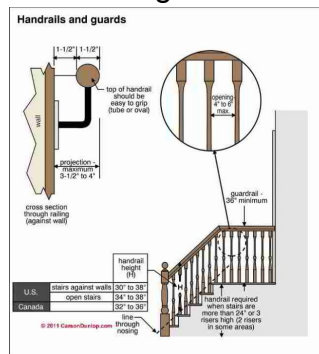 Handrails and guards
1-1/2" 1-1/2"
top of handrail
should be
easy to grip
(tube or oval)
wall
projection -
maximum
3-1/2" to 4"
cross section
through railing
(against wall)
opening-
4" to 6"
max.
guardrail -
36" minimum
handrail
height
(H)
U.S. stairs against walls 30" to 38"
open stairs 34" to 38"
Canada 32" to 36"
H
line
through
nosing
handrail required
when stairs are
more than 24" or 3
risers high (2 risers
in some areas)
© 2015 CarsonDunlop.com